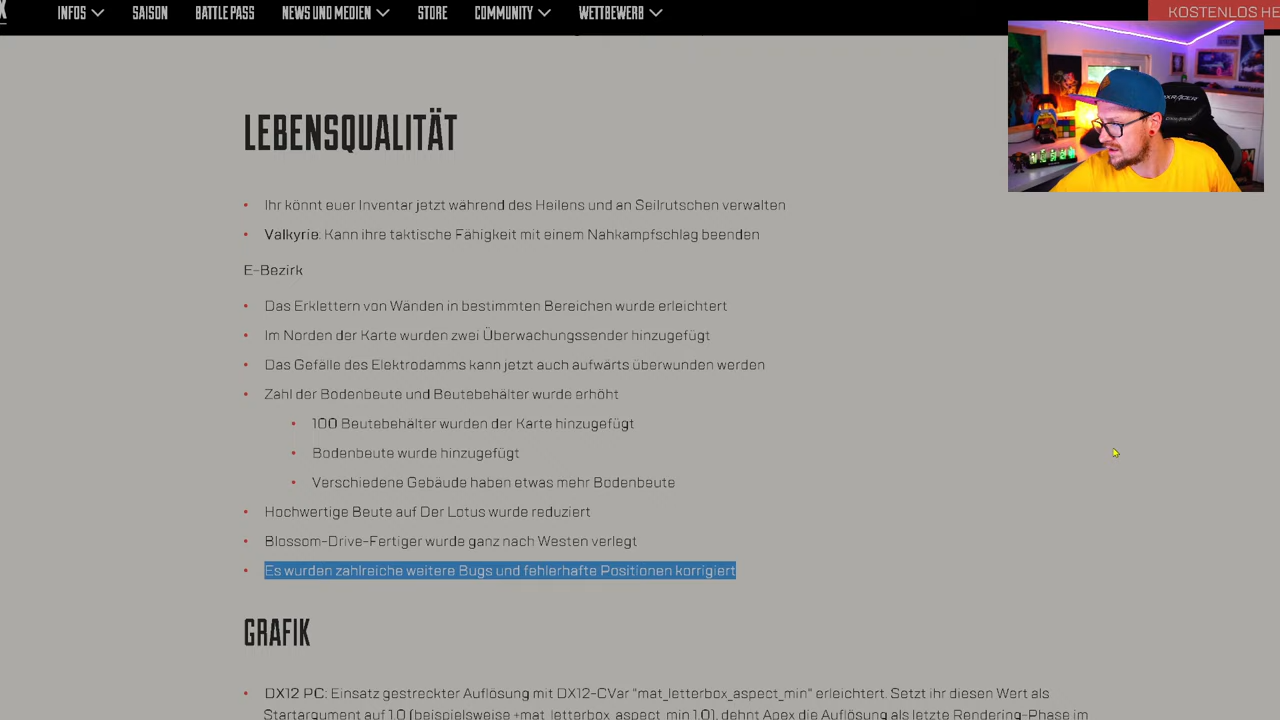 INFOS
SAISON
BATTLE PASS
NEWS UND MEDIEN
STORE
COMMUNITY
WETTBEWERB
KOSTENLOS HE
LEBENSQUALITÄT
• Ihr könnt euer Inventar jetzt während des Heilens und an Seilrutschen verwalten
• Valkyrie: Kann ihre taktische Fähigkeit mit einem Nahkampfschlag beenden
E-Bezirk
• Das Erklettern von Wänden in bestimmten Bereichen wurde erleichtert
• Im Norden der Karte wurden zwei Überwachungssender hinzugefügt
• Das Gefälle des Elektrodamms kann jetzt auch aufwärts überwunden werden
• Zahl der Bodenbeute und Beutebehälter wurde erhöht
• 100 Beutebehälter wurden der Karte hinzugefügt
• Bodenbeute wurde hinzugefügt
• Verschiedene Gebäude haben etwas mehr Bodenbeute
• Hochwertige Beute auf Der Lotus wurde reduziert
• Blossom-Drive-Fertiger wurde ganz nach Westen verlegt
• Es wurden zahlreiche weitere Bugs und fehlerhafte Positionen korrigiert
GRAFIK
• DX12 PC: Einsatz gestreckter Auflösung mit DX12-CVar "mat_letterbox_aspect_min" erleichtert. Setzt ihr diesen Wert als
Startargument auf 1.0 (beispielsweise +mat_letterbox_aspect_min 1.0), dehnt Apex die Auflösung als letzte Rendering-Phase im